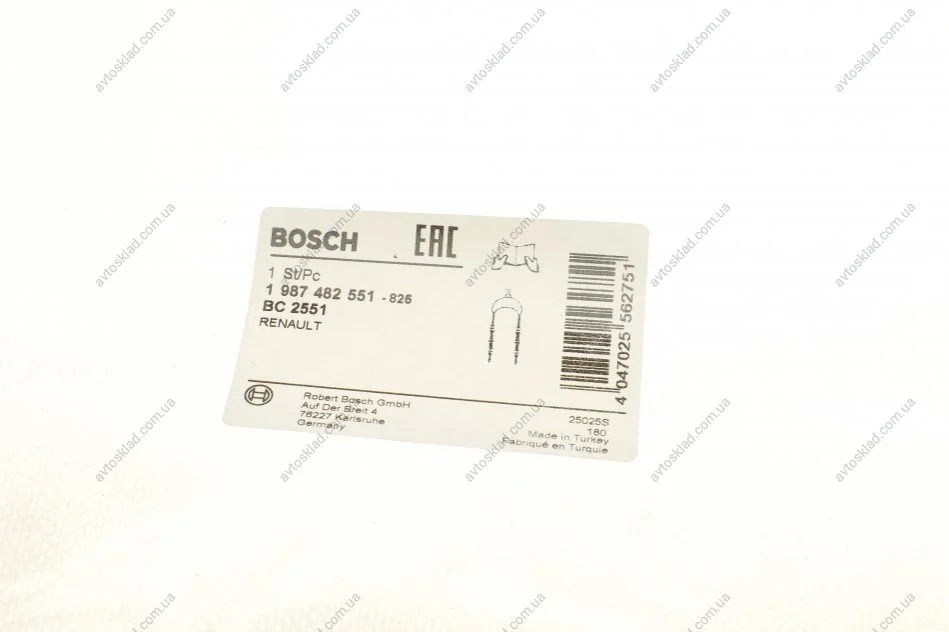 BOSCH
EAC
1 St/Pc
1 987 482 551 - 825
BC 2551
RENAULT
4 047025 562751
Robert Bosch GmbH
Auf Der Breit 4
76227 Karlsruhe
Germany
25025S
180
Made in Turkey
Fabriqué en Turquie
avtosklad.com.ua